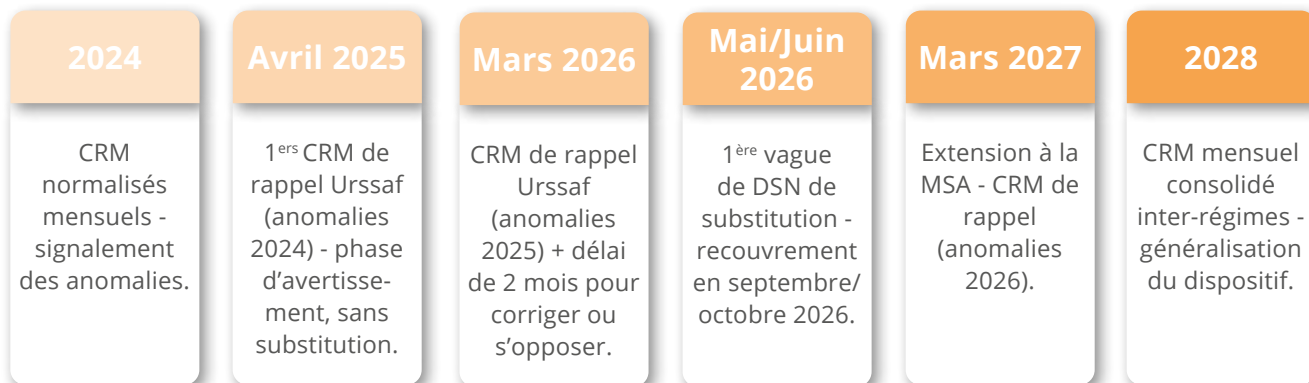 2024
CRM
normalisés
mensuels -
signalement
des anomalies.
Avril 2025
1ers CRM de
rappel Urssaf
(anomalies
2024) - phase
d’avertisse-
ment, sans
substitution.
Mars 2026
CRM de rappel
Urssaf
(anomalies
2025) + délai
de 2 mois pour
corriger ou
s’opposer.
Mai/Juin
2026
1ère vague
de DSN de
substitution -
recouvrement
en septembre/
octobre 2026.
Mars 2027
Extension à la
MSA - CRM de
rappel
(anomalies
2026).
2028
CRM mensuel
consolidé
inter-régimes -
généralisation
du dispositif.